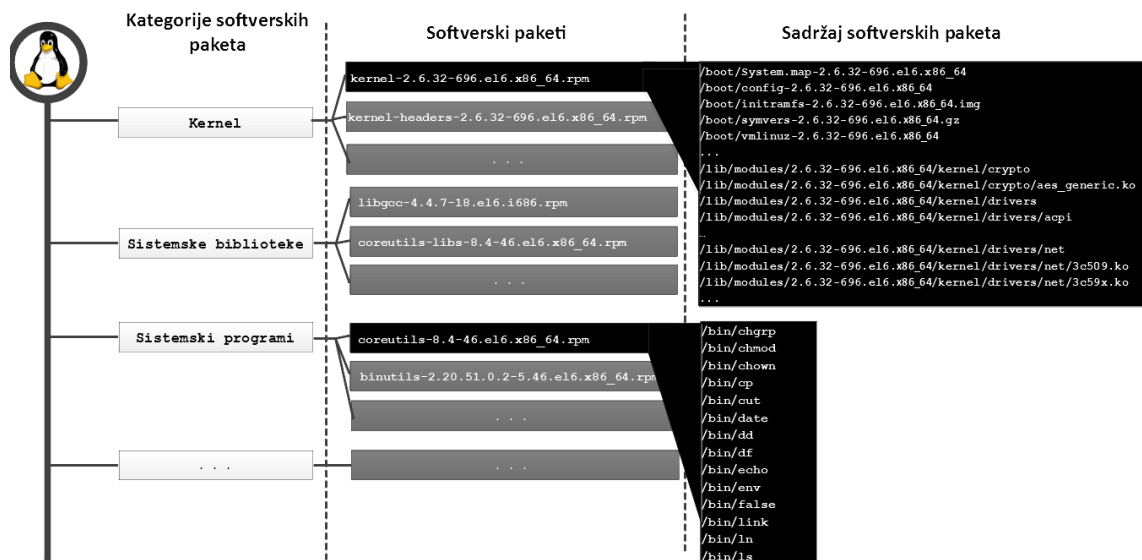 Kategorije softverskih
paketa
Softverski paketi
Sadržaj softverskih paketa
Kernel
kernel-2.6.32-696.el6.x86_64.rpm
kernel-headers-2.6.32-696.el6.x86_64.rpm
. . .
/boot/System.map-2.6.32-696.el6.x86_64
/boot/config-2.6.32-696.el6.x86_64
/boot/initramfs-2.6.32-696.el6.x86_64.img
/boot/symvers-2.6.32-696.el6.x86_64.gz
/boot/vmlinuz-2.6.32-696.el6.x86_64
...
/lib/modules/2.6.32-696.el6.x86_64/kernel/crypto
/lib/modules/2.6.32-696.el6.x86_64/kernel/crypto/aes_generic.ko
/lib/modules/2.6.32-696.el6.x86_64/kernel/drivers
/lib/modules/2.6.32-696.el6.x86_64/kernel/drivers/acpi
…
/lib/modules/2.6.32-696.el6.x86_64/kernel/drivers/net
/lib/modules/2.6.32-696.el6.x86_64/kernel/drivers/net/3c509.ko
/lib/modules/2.6.32-696.el6.x86_64/kernel/drivers/net/3c59x.ko
...
Sistemske biblioteke
libgcc-4.4.7-18.el6.i686.rpm
coreutils-libs-8.4-46.el6.x86_64.rpm
. . .
Sistemski programi
coreutils-8.4-46.el6.x86_64.rpm
binutils-2.20.51.0.2-5.46.el6.x86_64.rpm
. . .
/bin/chgrp
/bin/chmod
/bin/chown
/bin/cp
/bin/cut
/bin/date
/bin/dd
/bin/df
/bin/echo
/bin/env
/bin/false
/bin/link
/bin/ln
/bin/ls
. . .
. . .